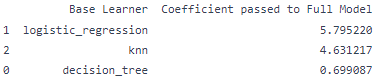 Base Learner Coefficient passed to Full Model
1 logistic_regression 5.795220
2 knn 4.631217
0 decision_tree 0.699087